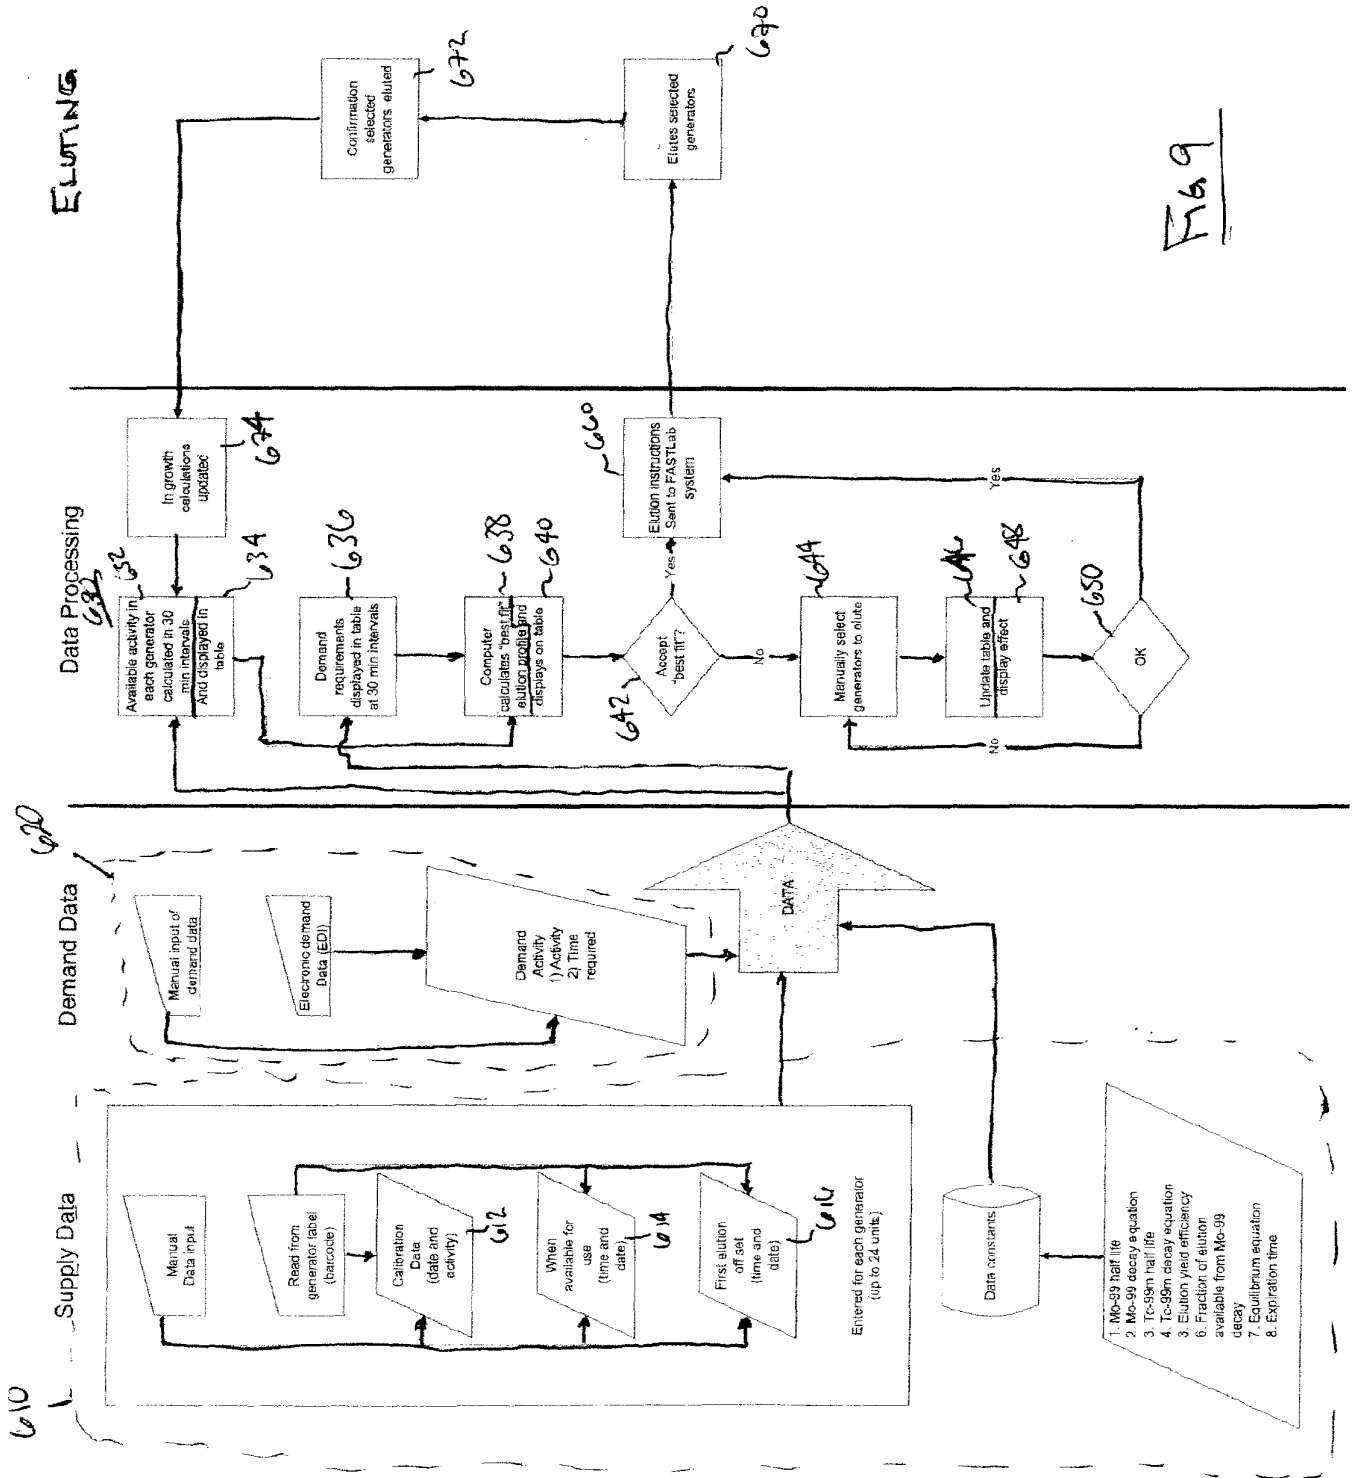 610
Supply Data
Manual
Data input
Read from
generator label
(barcode)
Calibration
Data
(date and
activity)
612
When
available for
use
(time and
date)
614
First elution
off set
(time and
date)
616
Entered for each generator
(up to 24 units)
Data constants
1. Mo-99 half life
2. Mo-99 decay equation
3. Tc-99m half life
4. Tc-99m decay equation
3. Elution yield efficiency
6. Fraction of elution
available from Mo-99
decay
7. Equilibrium equation
8. Expiration time
620
Demand Data
Manual input of
demand data
Electronic demand
Data (EDI)
Demand
Activity
1) Activity
2) Time
required
DATA
Data Processing
632
632
Available activity in
each generator
calculated in 30
min intervals
And displayed in
table
634
In growth
calculations
updated
674
Demand
requirements
displayed in table
at 30 min intervals
636
Computer
calculates "best fit"
elution profile and
displays on table
638
640
Accept
"best fit"?
642
Yes
No
Elution instructions
Sent to FASTLab
system
660
Manually select
generators to elute
644
Update table and
display effect
646
648
OK
650
Yes
No
ELUTING
Confirmation
selected
generators eluted
672
Elutes selected
generators
670
FIG. 9